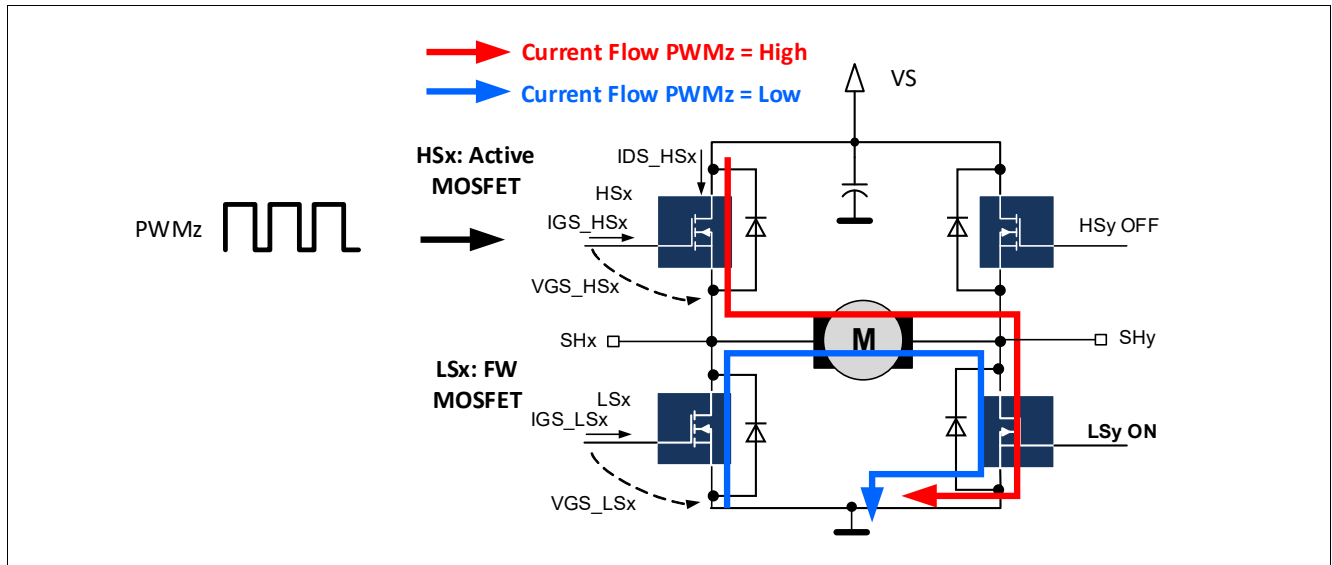 Current Flow PWMz = High
Current Flow PWMz = Low
VS
HSx: Active
MOSFET
IDS_HSx
HSx
IGS_HSx
VGS_HSx
PWMz
HSy OFF
SHx
M
SHy
LSx: FW
MOSFET
LSx
IGS_LSx
VGS_LSx
LSy ON